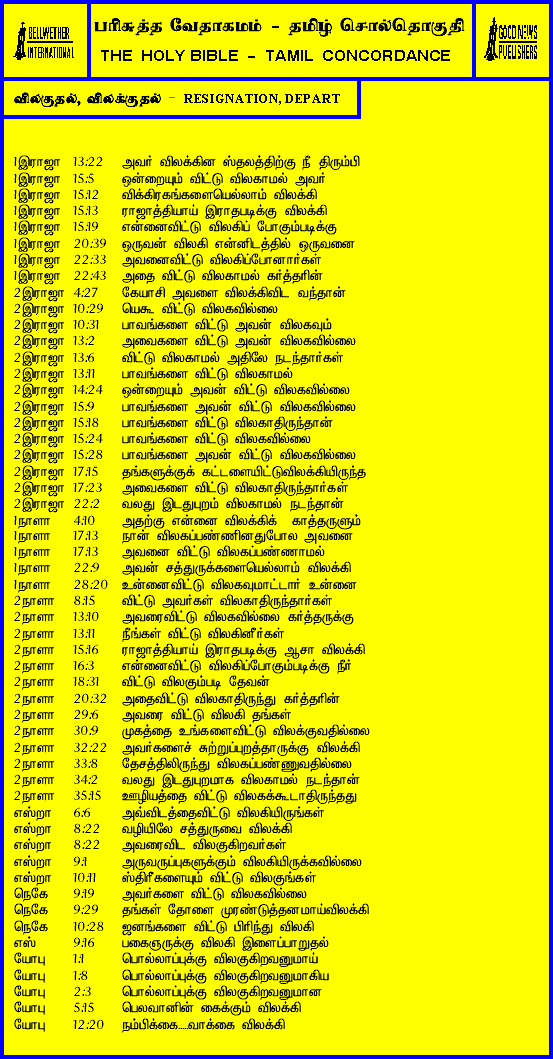 BELLWETHER
INTERNATIONAL
பரிசுத்த வேதாகமம் - தமிழ் சொல்தொகுதி
THE HOLY BIBLE - TAMIL CONCORDANCE
GOOD NEWS
PUBLISHERS
விலகுதல், விலக்குதல் - RESIGNATION, DEPART
1இராஜா 13:22 அவர் விலக்கின ஸ்தலத்திற்கு நீ திரும்பி
1இராஜா 15:5 ஒன்றையும் விட்டு விலகாமல் அவர்
1இராஜா 15:12 விக்கிரகங்களையெல்லாம் விலக்கி
1இராஜா 15:13 ராஜாத்தியாய் இராதபடிக்கு விலக்கி
1இராஜா 15:19 என்னைவிட்டு விலகிப் போகும்படிக்கு
1இராஜா 20:39 ஒருவன் விலகி என்னிடத்தில் ஒருவனை
1இராஜா 22:33 அவனைவிட்டு விலகிப்போனார்கள்
1இராஜா 22:43 அதை விட்டு விலகாமல் கர்த்தரின்
2இராஜா 4:27 கேயாசி அவளை விலக்கிவிட வந்தான்
2இராஜா 10:29 யெகூ விட்டு விலகவில்லை
2இராஜா 10:31 பாவங்களை விட்டு அவன் விலகவும்
2இராஜா 13:2 அவைகளை விட்டு அவன் விலகவில்லை
2இராஜா 13:6 விட்டு விலகாமல் அதிலே நடந்தார்கள்
2இராஜா 13:11 பாவங்களை விட்டு விலகாமல்
2இராஜா 14:24 ஒன்றையும் அவன் விட்டு விலகவில்லை
2இராஜா 15:9 பாவங்களை அவன் விட்டு விலகவில்லை
2இராஜா 15:18 பாவங்களை விட்டு விலகாதிருந்தான்
2இராஜா 15:24 பாவங்களை விட்டு விலகவில்லை
2இராஜா 15:28 பாவங்களை அவன் விட்டு விலகவில்லை
2இராஜா 17:15 தங்களுக்குக் கட்டளையிட்டுவிலக்கியிருந்த
2இராஜா 17:23 அவைகளை விட்டு விலகாதிருந்தார்கள்
2இராஜா 22:2 வலது இடதுபுறம் விலகாமல் நடந்தான்
1நாளா 4:10 அதற்கு என்னை விலக்கிக் காத்தருளும்
1நாளா 17:13 நான் விலகப்பண்ணினதுபோல அவனை
1நாளா 17:13 அவனை விட்டு விலகப்பண்ணாமல்
1நாளா 22:9 அவன் சத்துருக்களையெல்லாம் விலக்கி
1நாளா 28:20 உன்னைவிட்டு விலகவுமாட்டார் உன்னை
2நாளா 8:15 விட்டு அவர்கள் விலகாதிருந்தார்கள்
2நாளா 13:10 அவரைவிட்டு விலகவில்லை கர்த்தருக்கு
2நாளா 13:11 நீங்கள் விட்டு விலகினீர்கள்
2நாளா 15:16 ராஜாத்தியாய் இராதபடிக்கு ஆசா விலக்கி
2நாளா 16:3 என்னைவிட்டு விலகிப்போகும்படிக்கு நீர்
2நாளா 18:31 விட்டு விலகும்படி தேவன்
2நாளா 20:32 அதைவிட்டு விலகாதிருந்து கர்த்தரின்
2நாளா 29:6 அவரை விட்டு விலகி தங்கள்
2நாளா 30:9 முகத்தை உங்களைவிட்டு விலக்குவதில்லை
2நாளா 32:22 அவர்களைச் சுற்றுப்புறத்தாருக்கு விலக்கி
2நாளா 33:8 தேசத்திலிருந்து விலகப்பண்ணுவதில்லை
2நாளா 34:2 வலது இடதுபுறமாக விலகாமல் நடந்தான்
2நாளா 35:15 ஊழியத்தை விட்டு விலகக்கூடாதிருந்தது
எஸ்றா 6:6 அவ்விடத்தைவிட்டு விலகியிருங்கள்
எஸ்றா 8:22 வழியிலே சத்துருவை விலக்கி
எஸ்றா 8:22 அவரைவிட விலகுகிறவர்கள்
எஸ்றா 9:1 அருவருப்புகளுக்கும் விலகியிருக்கவில்லை
எஸ்றா 10:11 ஸ்திரீகளையும் விட்டு விலகுங்கள்
நெகே 9:19 அவர்களை விட்டு விலகவில்லை
நெகே 9:29 தங்கள் தோளை முரண்டுத்தனமாய்விலக்கி
நெகே 10:28 ஜனங்களை விட்டு பிரிந்து விலகி
எஸ் 9:16 பகைஞருக்கு விலகி இளைப்பாறுதல்
யோபு 1:1 பொல்லாப்புக்கு விலகுகிறவனுமாய்
யோபு 1:8 பொல்லாப்புக்கு விலகுகிறவனுமாகிய
யோபு 2:3 பொல்லாப்புக்கு விலகுகிறவனுமான
யோபு 5:15 பெலவானின் கைக்கும் விலக்கி
யோபு 12:20 நம்பிக்கை.....வாக்கை விலக்கி